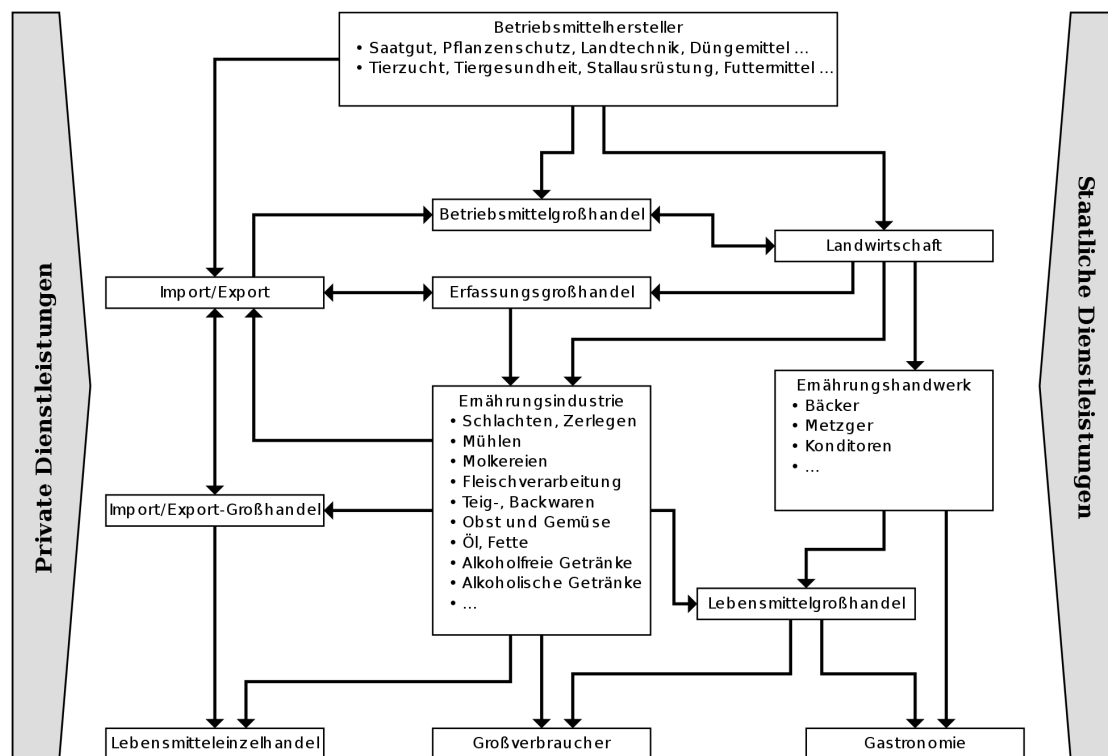 Betriebsmittelhersteller
• Saatgut, Pflanzenschutz, Landtechnik, Düngemittel ...
• Tierzucht, Tiergesundheit, Stallausrüstung, Futtermittel ...
Private Dienstleistungen
Staatliche Dienstleistungen
Betriebsmittelgroßhandel
Landwirtschaft
Import/Export
Erfassungsgroßhandel
Ernährungsindustrie
• Schlachten, Zerlegen
• Mühlen
• Molkereien
• Fleischverarbeitung
• Teig-, Backwaren
• Obst und Gemüse
• Öl, Fette
• Alkoholfreie Getränke
• Alkoholische Getränke
• ...
Ernährungshandwerk
• Bäcker
• Metzger
• Konditoren
• ...
Import/Export-Großhandel
Lebensmittelgroßhandel
Lebensmitteleinzelhandel
Großverbraucher
Gastronomie